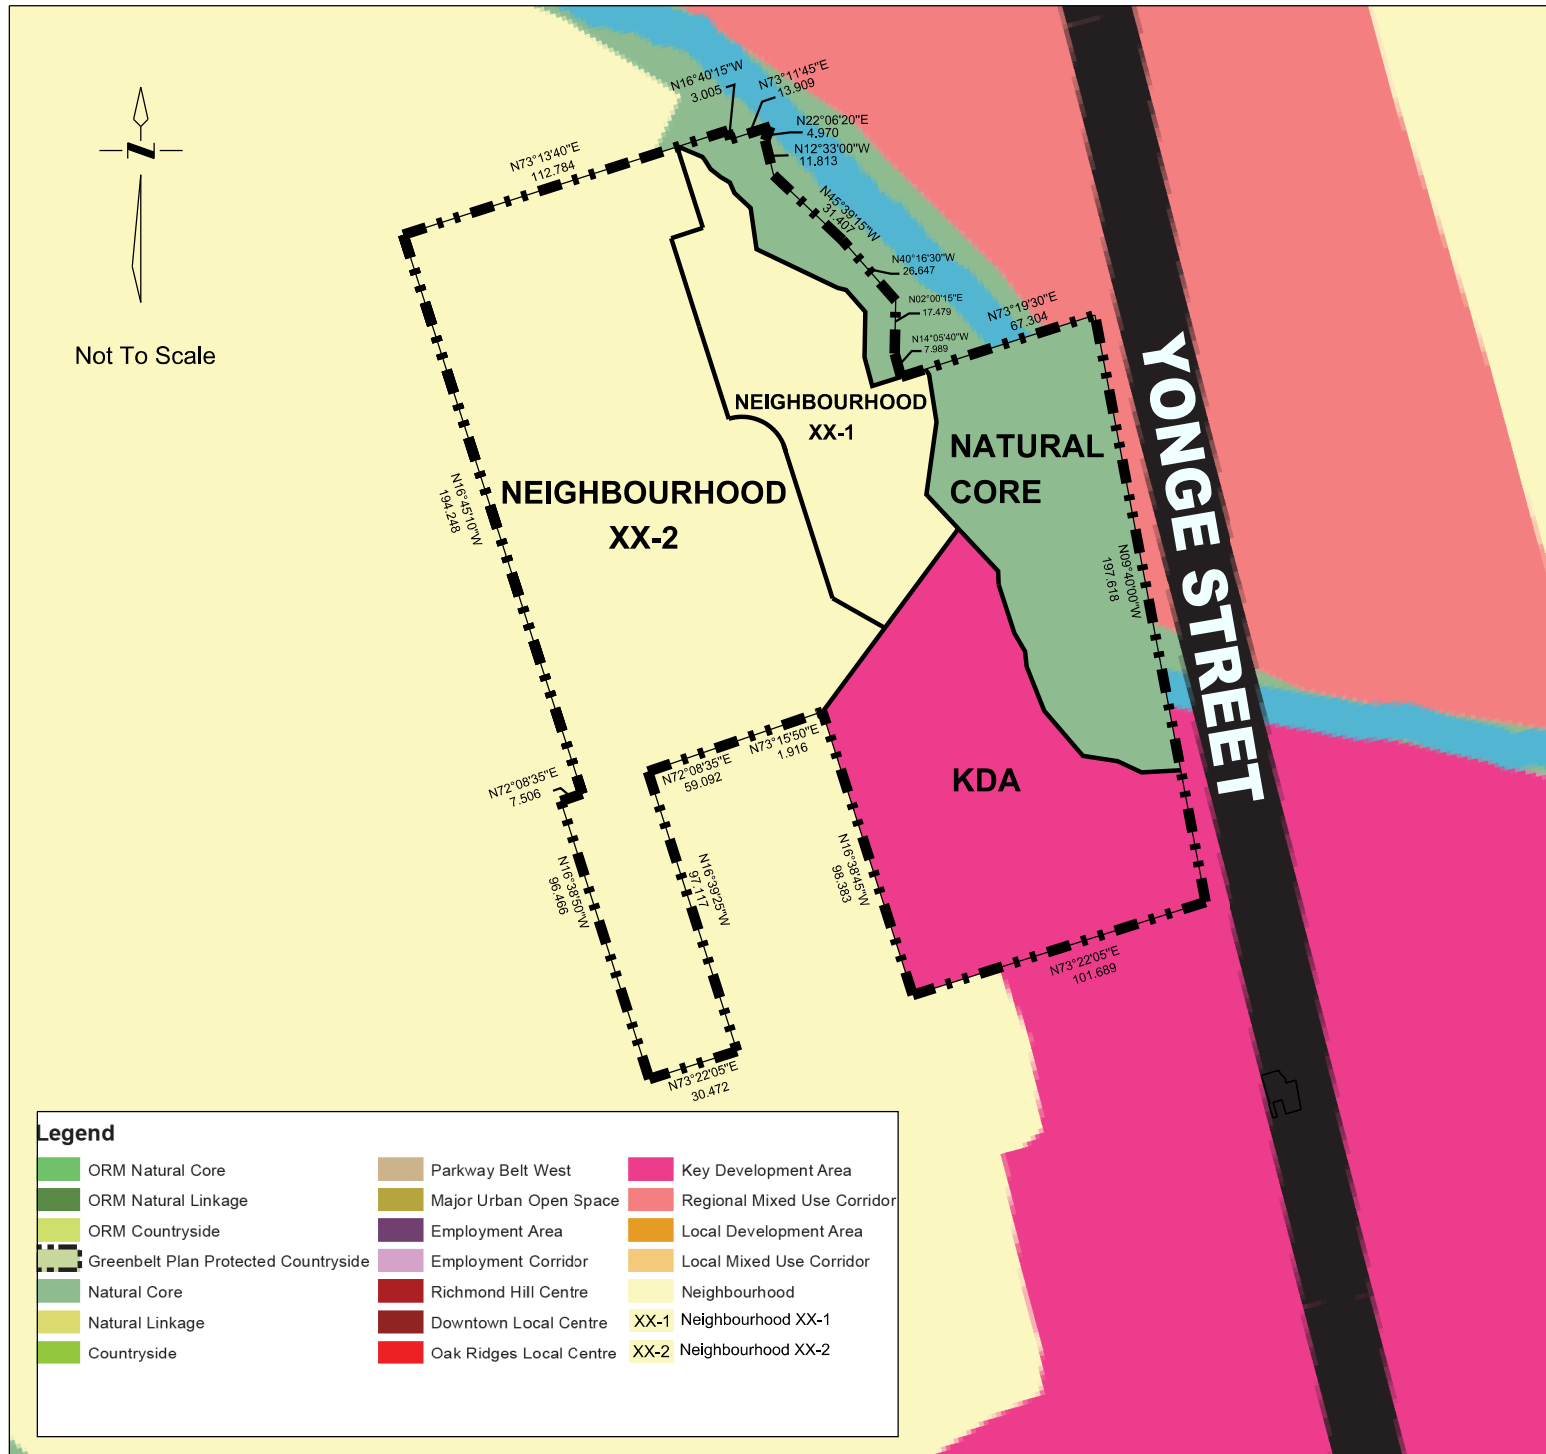 N16°40'15"W
3.005
N73°11'45"E
13.909
N22°06'20"E
4.970
N12°33'00"W
11.813
N73°13'40"E
112.784
N45°39'15"W
31.407
N40°16'30"W
26.647
N02°00'15"E
17.479
N73°19'30"E
67.304
N14°05'40"W
7.989
N
Not To Scale
YONGE STREET
NEIGHBOURHOOD
XX-1
NATURAL
CORE
NEIGHBOURHOOD
XX-2
N16°45'10"W
194.248
N09°40'00"W
197.618
N73°15'50"E
1.916
N72°08'35"E
59.092
N72°08'35"E
7.506
KDA
N16°38'50"W
96.466
N16°39'25"W
97.117
N16°38'45"W
98.383
N73°22'05"E
101.689
N73°22'05"E
30.472
Legend
ORM Natural Core
ORM Natural Linkage
ORM Countryside
Greenbelt Plan Protected Countryside
Natural Core
Natural Linkage
Countryside
Parkway Belt West
Major Urban Open Space
Employment Area
Employment Corridor
Richmond Hill Centre
Downtown Local Centre
Oak Ridges Local Centre
Key Development Area
Regional Mixed Use Corridor
Local Development Area
Local Mixed Use Corridor
Neighbourhood
XX-1 Neighbourhood XX-1
XX-2 Neighbourhood XX-2